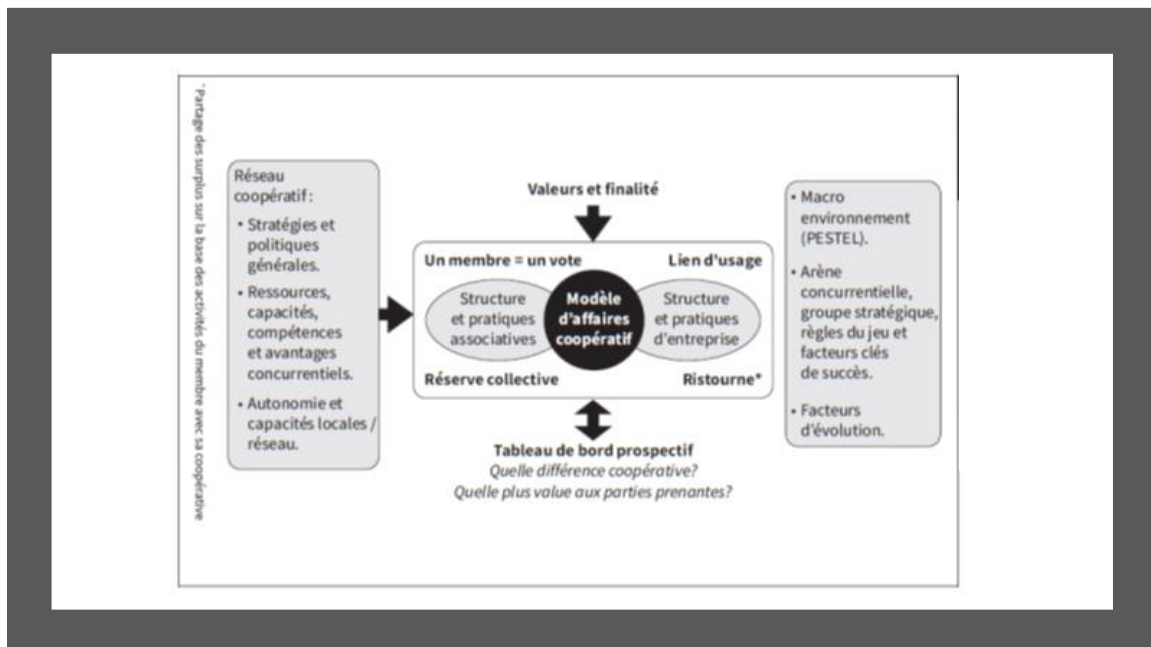 * Partage des surplus sur la base des activités du membre avec sa coopérative
Réseau
coopératif :
• Stratégies et
politiques
générales.
• Ressources,
capacités,
compétences
et avantages
concurrentiels.
• Autonomie et
capacités locales /
réseau.
Valeurs et finalité
Un membre = un vote
Lien d'usage
Structure
et pratiques
associatives
Modèle
d'affaires
coopératif
Structure
et pratiques
d'entreprise
Réserve collective
Ristourne*
Tableau de bord prospectif
Quelle différence coopérative?
Quelle plus value aux parties prenantes?
• Macro
environnement
(PESTEL).
• Arène
concurrentielle,
groupe stratégique,
règles du jeu et
facteurs clés
de succès.
• Facteurs
d'évolution.